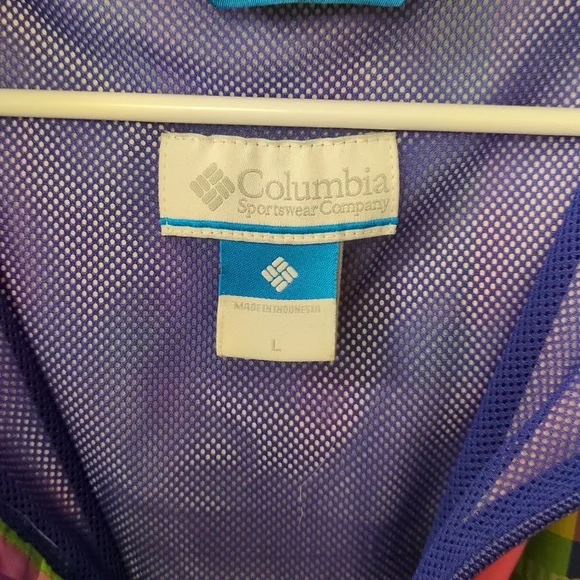 Columbia
Sportswear Company
MADE IN INDONESIA
L